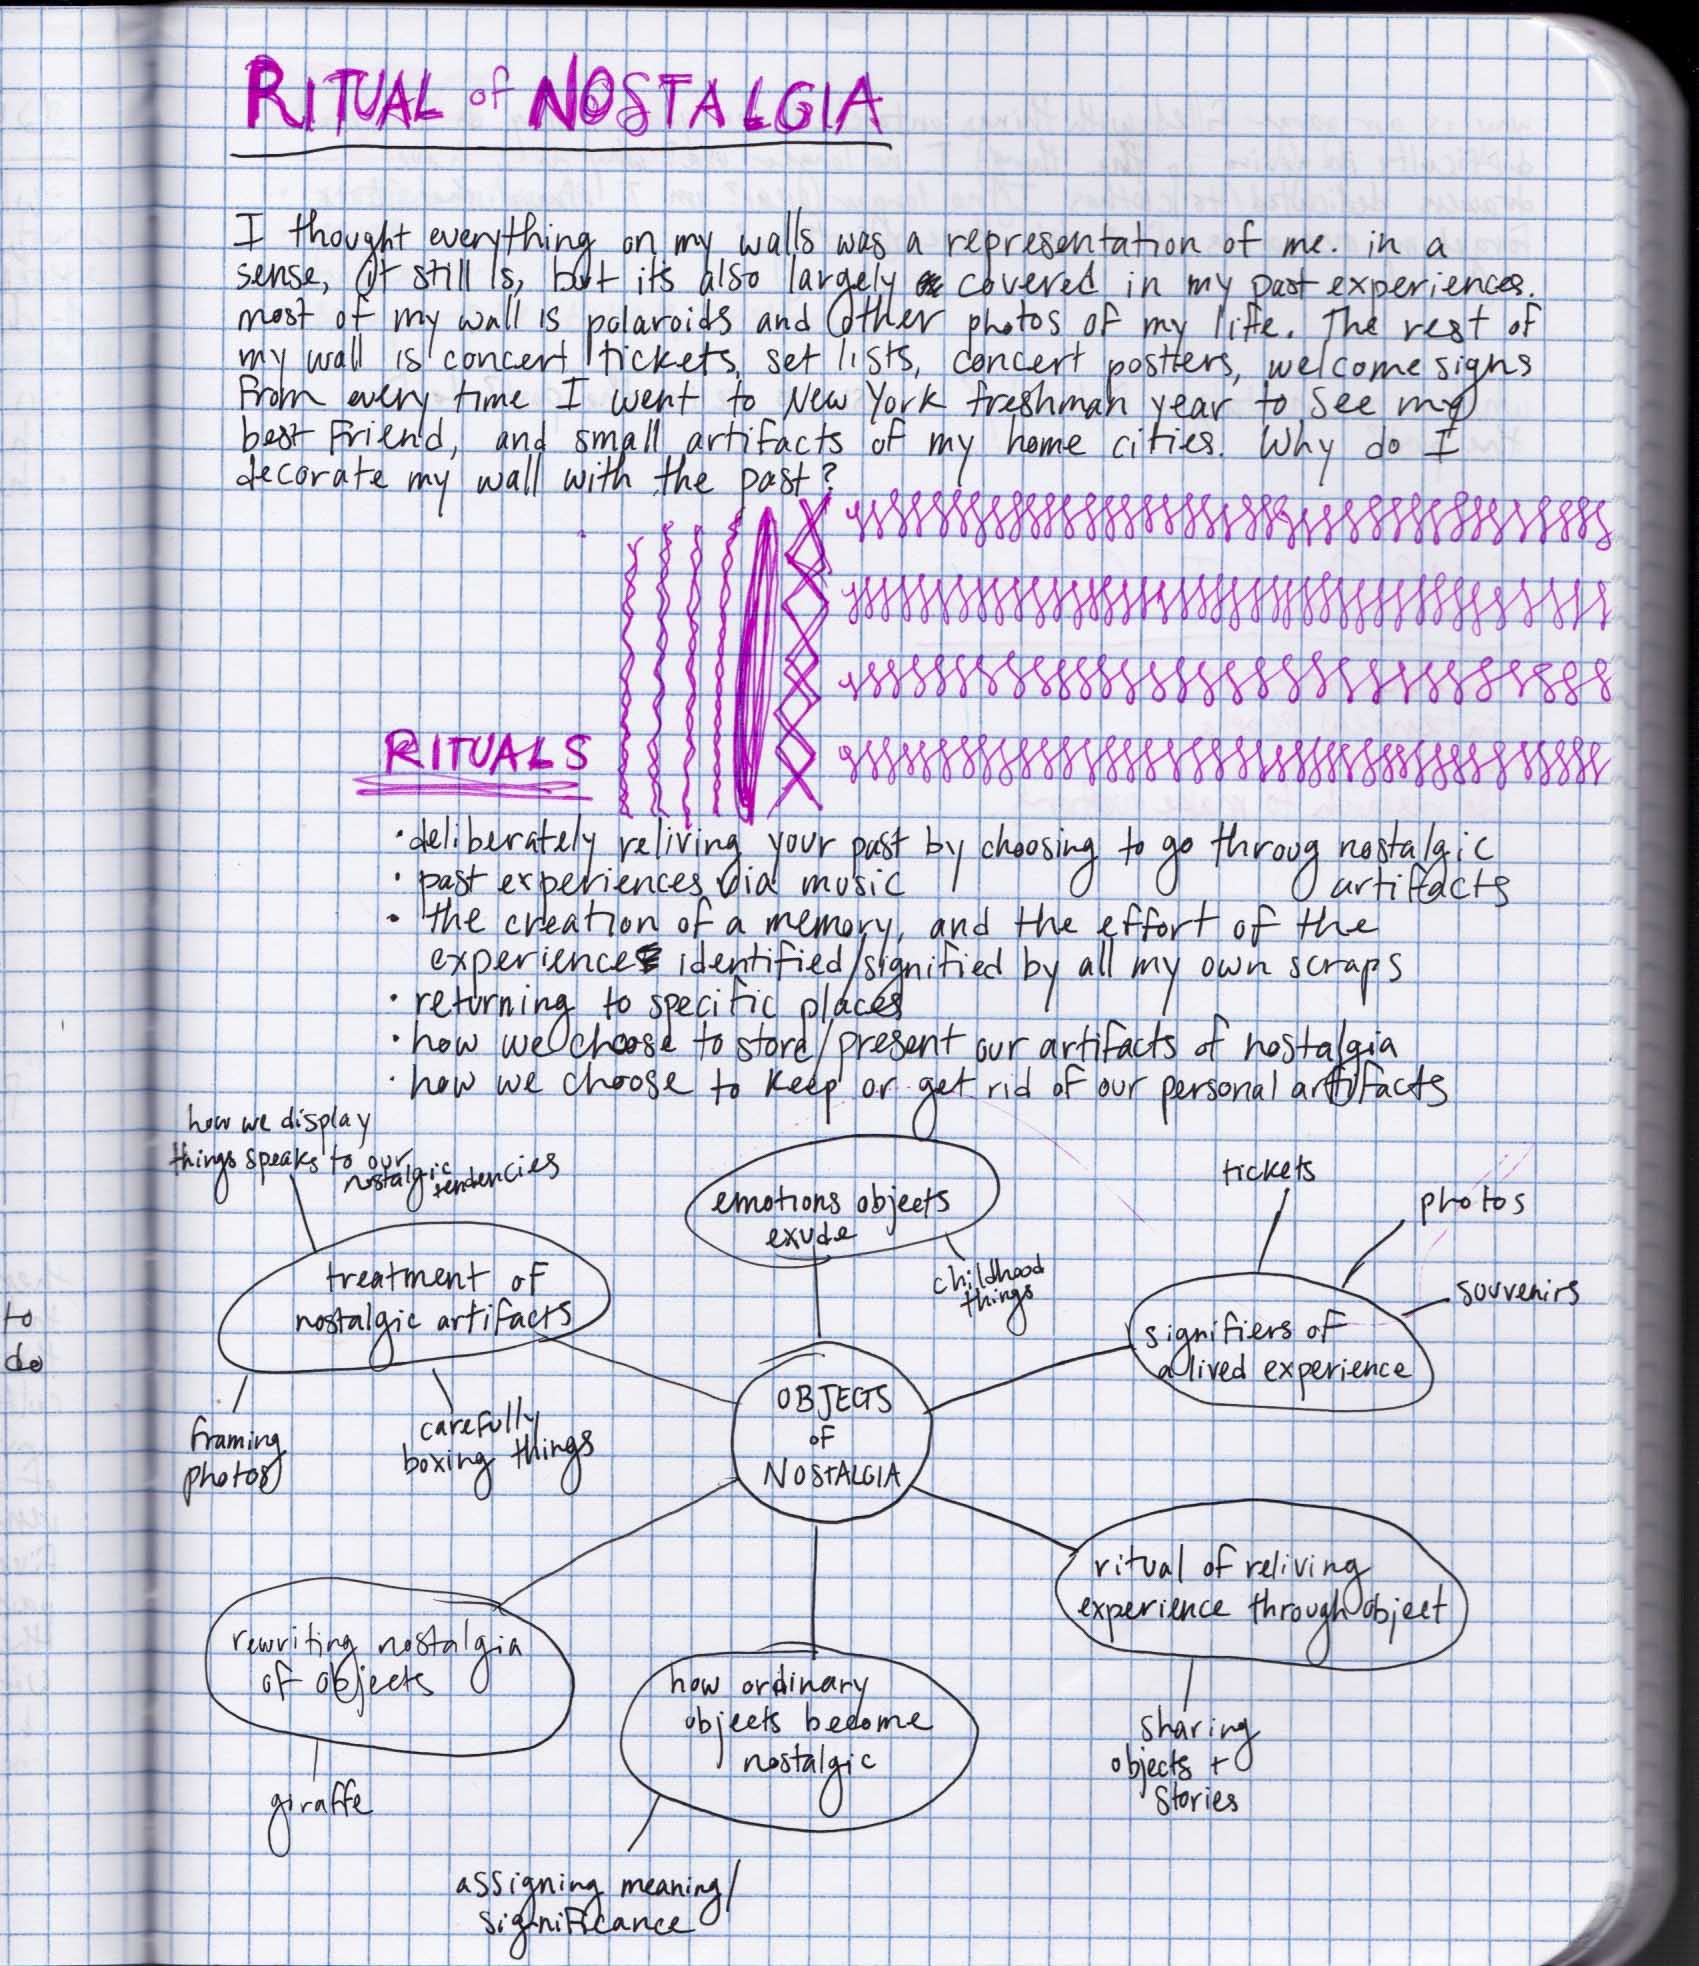 RITUAL of NOSTALGIA
I thought everything on my walls was a representation of me. in a
sense, it still is, but its also largely covered in my past experiences.
most of my wall is polaroids and other photos of my life. The rest of
my wall is concert tickets, set lists, concert postters, welcome signs
from every time I went to New York freshman year to see my
best friend, and small artifacts of my home cities. Why do I
decorate my wall with the past?
RITUALS
· deliberately reliving your past by choosing to go throug nostalgic
artifacts
· past experiences via music
· the creation of a memory, and the effort of the
experience identified/signified by all my own scraps
· returning to specific places
· how we choose to store/present our artifacts of nostalgia
· how we choose to keep or get rid of our personal artifacts
how we display
things speaks to our
nostalgic tendencies
treatment of
nostalgic artifacts
framing
photos
carefully
boxing things
emotions objects
exude
childhood
things
tickets
photos
souvenirs
signifiers of
a lived experience
OBJECTS
OF
NOSTALGIA
to
do
ritual of reliving
experience through object
sharing
objects +
stories
rewriting nostalgia
of objects
giraffe
how ordinary
objects become
nostalgic
assigning meaning/
significance